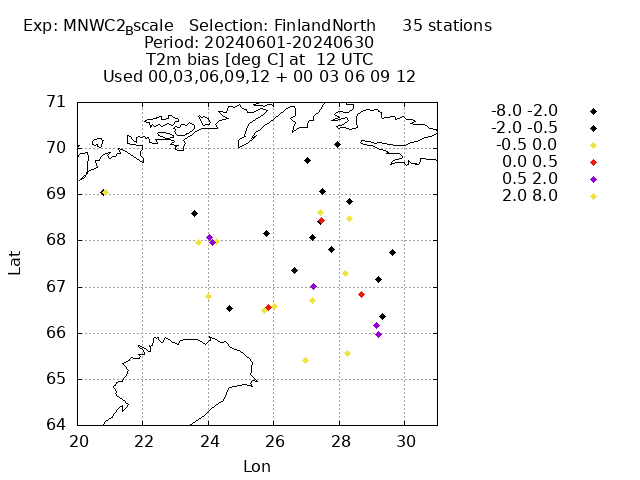 Exp: MNWC2_Bscale Selection: FinlandNorth 35 stations
Period: 20240601-20240630
T2m bias [deg C] at 12 UTC
Used 00,03,06,09,12 + 00 03 06 09 12
-8.0 -2.0
-2.0 -0.5
-0.5 0.0
0.0 0.5
0.5 2.0
2.0 8.0
71
70
69
68
67
66
65
64
Lat
20 22 24 26 28 30
Lon